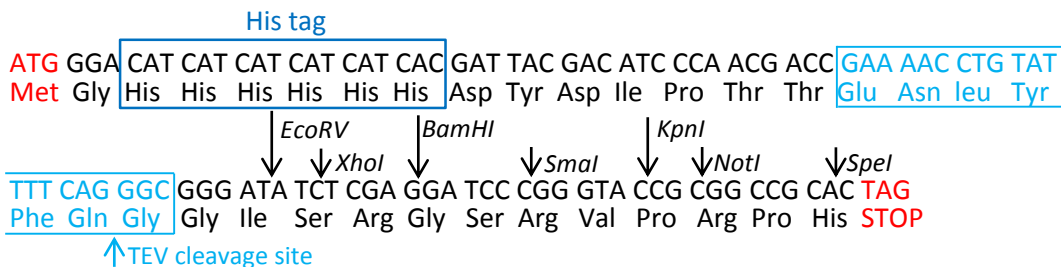 His tag
ATG GGA CAT CAT CAT CAT CAT CAC GAT TAC GAC ATC CCA ACG ACC GAA AAC CTG TAT
Met Gly His His His His His His Asp Tyr Asp Ile Pro Thr Thr Glu Asn leu Tyr
EcoRV BamHI KpnI
XhoI SmaI NotI SpeI
TTT CAG GGC GGG ATA TCT CGA GGA TCC CGG GTA CCG CGG CCG CAC TAG
Phe Gln Gly Gly Ile Ser Arg Gly Ser Arg Val Pro Arg Pro His STOP
TEV cleavage site